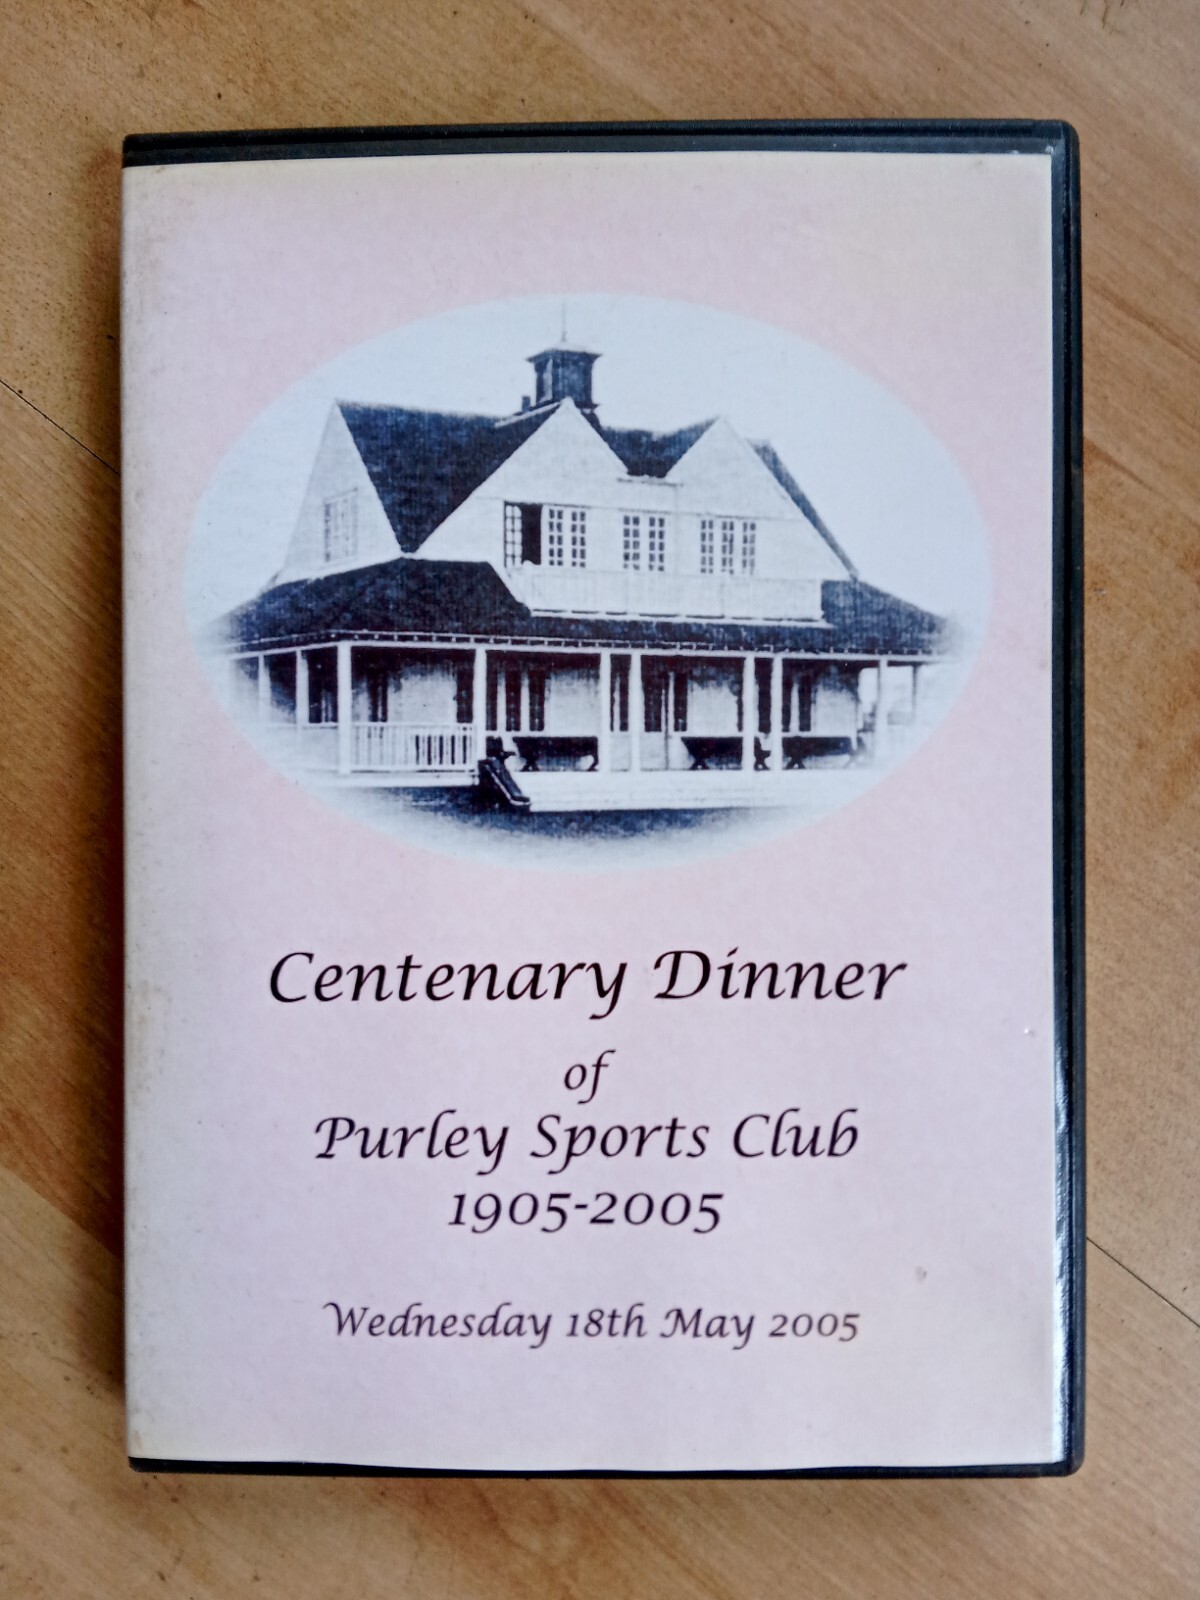 Centenary Dinner
of
Purley Sports Club
1905-2005
Wednesday 18th May 2005